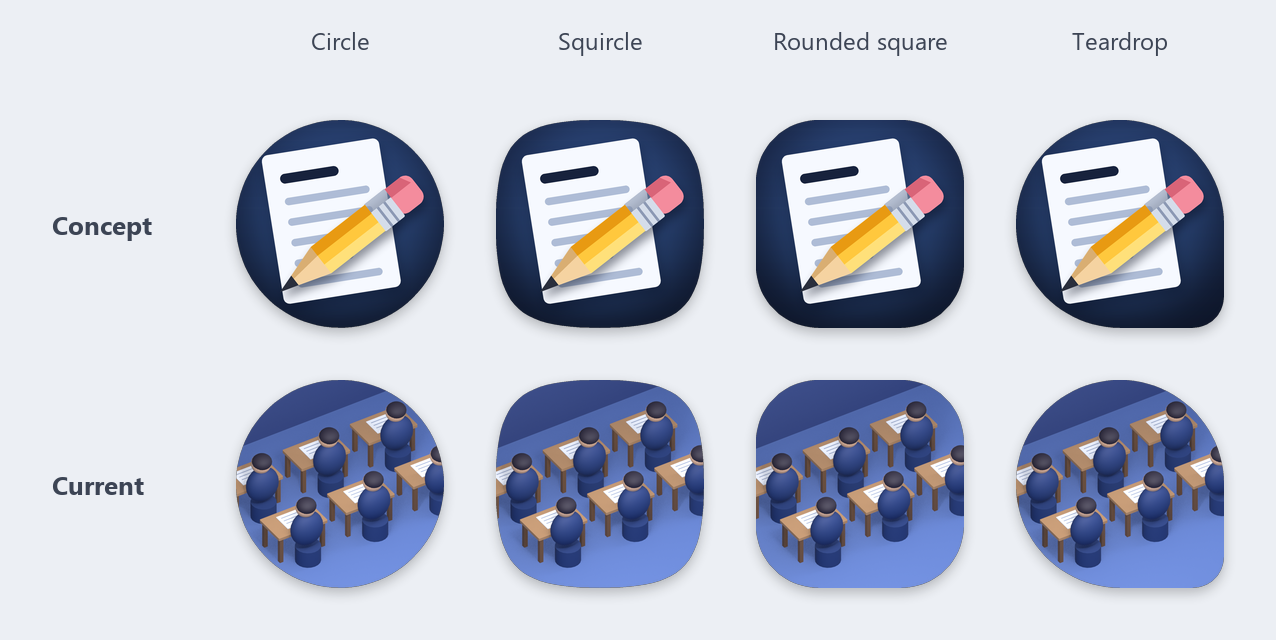 Circle
Squircle
Rounded square
Teardrop
Concept
Current